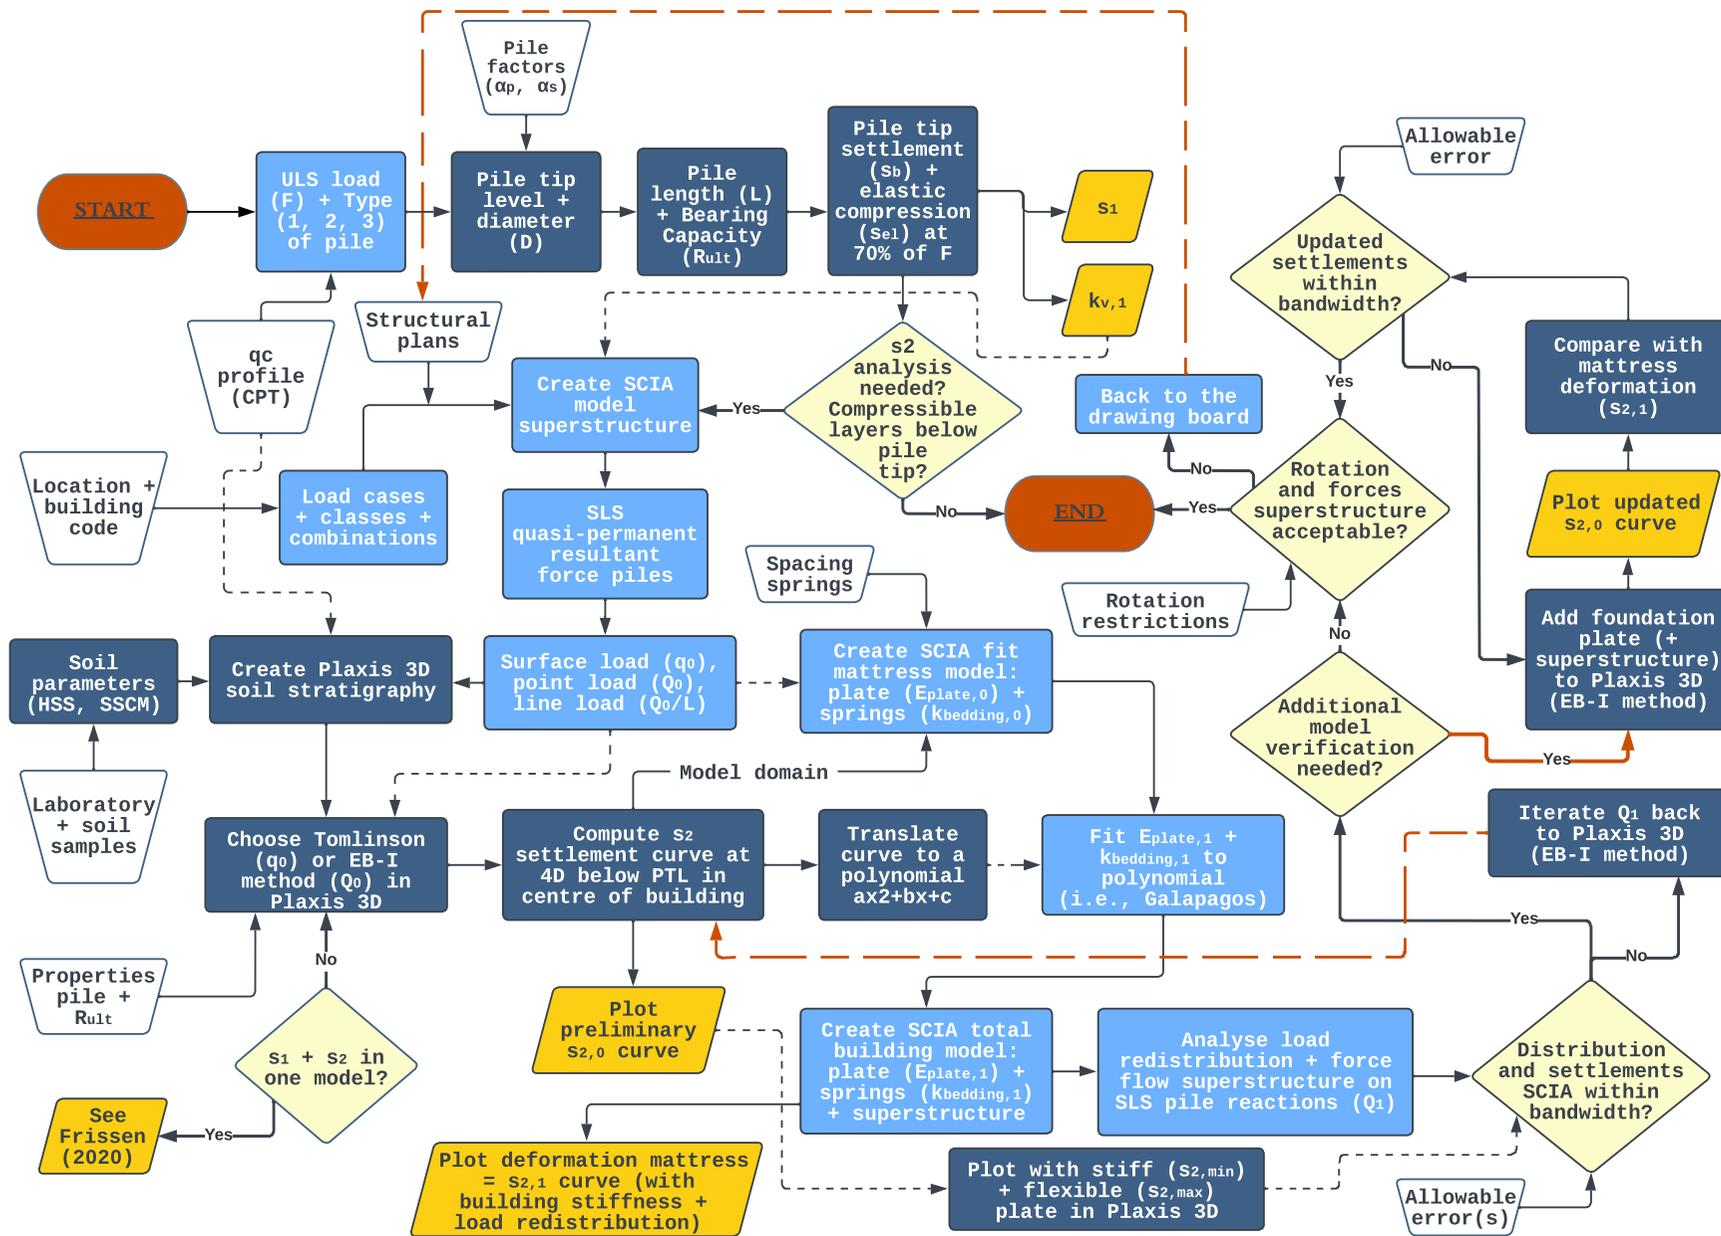 Pile
factors
(αp, αs)
START
ULS load
(F) + Type
(1, 2, 3)
of pile
Pile tip
level +
diameter
(D)
Pile
length (L)
+ Bearing
Capacity
(Rult)
Pile tip
settlement
(sb) +
elastic
compression
(sel) at
70% of F
s1
kv,1
Allowable
error
Updated
settlements
within
bandwidth?
No
Yes
Compare with
mattress
deformation
(s2,1)
qc
profile
(CPT)
Structural
plans
Create SCIA
model
superstructure
Yes
s2
analysis
needed?
Compressible
layers below
pile
tip?
No
Back to the
drawing board
No
END
Yes
Rotation
and forces
superstructure
acceptable?
Plot updated
s2,0 curve
Location +
building
code
Load cases
+ classes +
combinations
SLS
quasi-permanent
resultant
force piles
Spacing
springs
Rotation
restrictions
No
Add foundation
plate (+
superstructure)
to Plaxis 3D
(EB-I method)
Soil
parameters
(HSS, SSCM)
Create Plaxis 3D
soil stratigraphy
Surface load (q0),
point load (Q0),
line load (Q0/L)
Create SCIA fit
mattress model:
plate (Eplate,0) +
springs (kbedding,0)
Additional
model
verification
needed?
Yes
Model domain
Laboratory
+ soil
samples
Choose Tomlinson
(q0) or EB-I
method (Q0) in
Plaxis 3D
Compute s2
settlement curve at
4D below PTL in
centre of building
Translate
curve to a
polynomial
ax2+bx+c
Fit Eplate,1 +
kbedding,1 to
polynomial
(i.e., Galapagos)
Iterate Q1 back
to Plaxis 3D
(EB-I method)
Yes
No
Properties
pile +
Rult
No
s1 + s2 in
one model?
Yes
See
Frissen
(2020)
Plot
preliminary
s2,0 curve
Create SCIA total
building model:
plate (Eplate,1) +
springs (kbedding,1)
+ superstructure
Analyse load
redistribution + force
flow superstructure on
SLS pile reactions (Q1)
Distribution
and settlements
SCIA within
bandwidth?
Plot deformation mattress
= s2,1 curve (with
building stiffness +
load redistribution)
Plot with stiff (s2,min)
+ flexible (s2,max)
plate in Plaxis 3D
Allowable
error(s)